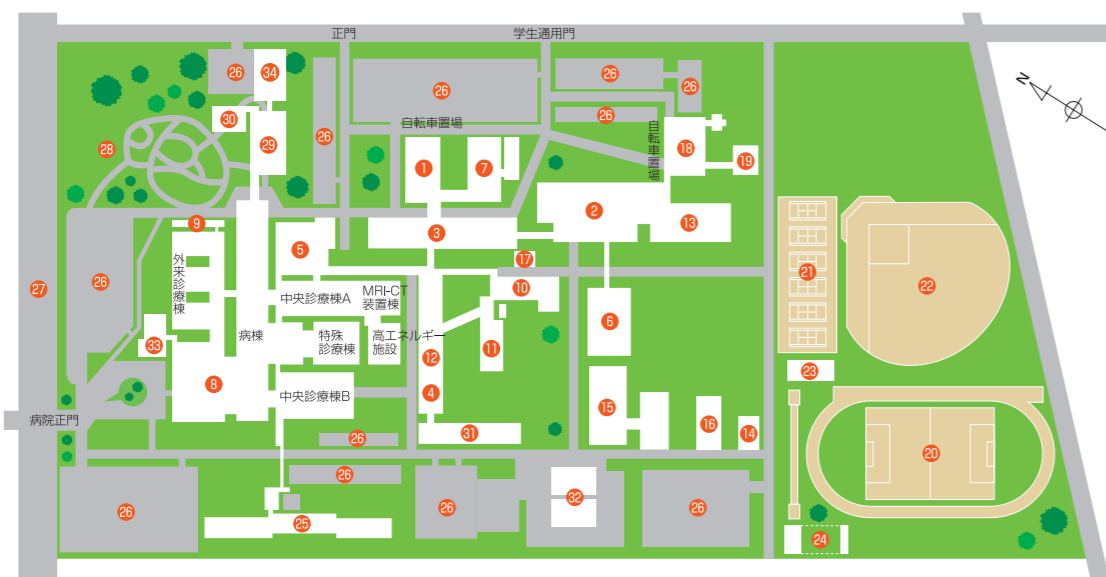 正門
学生通用門
26
34
26
26
26
26
26
N
30
29
自転車置場
自転車置場
28
1
7
18
19
9
5
3
2
13
21
22
27
26
外来診療棟
17
10
中央診療棟A
MRI-CT
装置棟
6
病棟
特殊
診療棟
高エネルギー
施設
11
12
33
8
中央診療棟B
4
23
15
16
14
31
病院正門
26
20
26
26
26
32
26
25
24